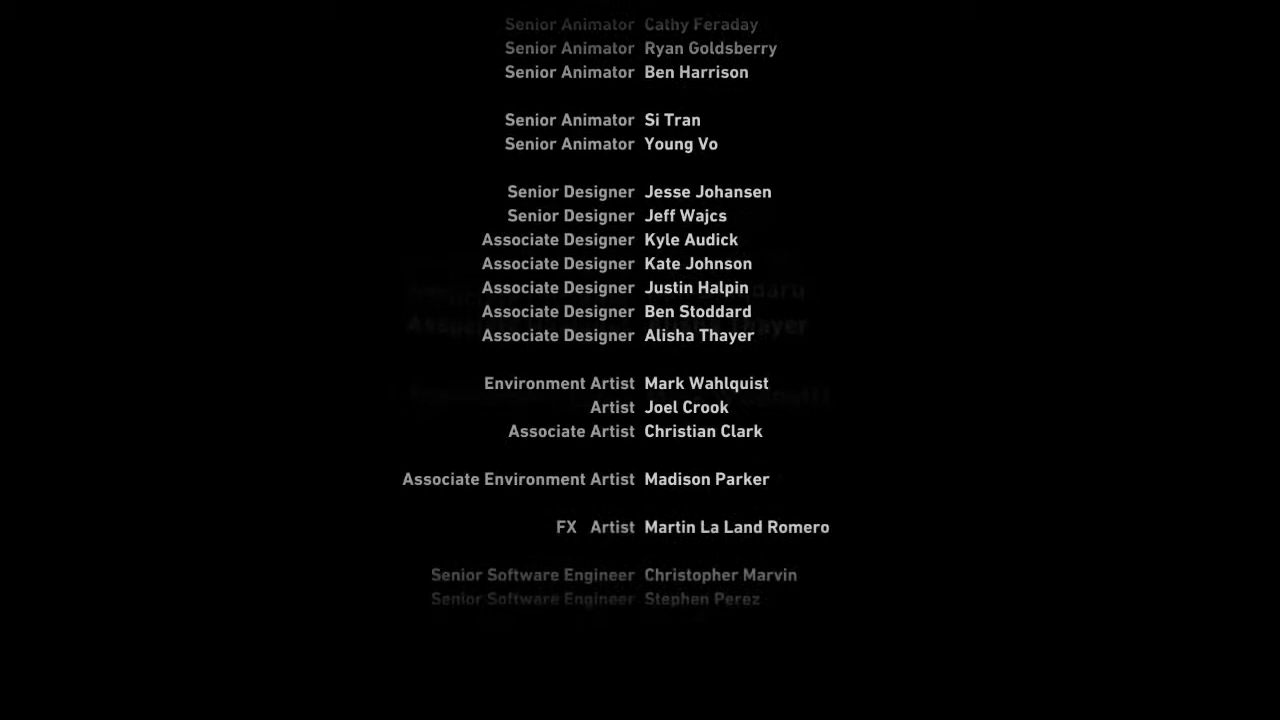 Senior Animator Cathy Feraday
Senior Animator Ryan Goldsberry
Senior Animator Ben Harrison
Senior Animator Si Tran
Senior Animator Young Vo
Senior Designer Jesse Johansen
Senior Designer Jeff Wajcs
Associate Designer Kyle Audick
Associate Designer Kate Johnson
Associate Designer Justin Halpin
Associate Designer Ben Stoddard
Associate Designer Alisha Thayer
Environment Artist Mark Wahlquist
Artist Joel Crook
Associate Artist Christian Clark
Associate Environment Artist Madison Parker
FX Artist Martin La Land Romero
Senior Software Engineer Christopher Marvin
Senior Software Engineer Stephen Perez